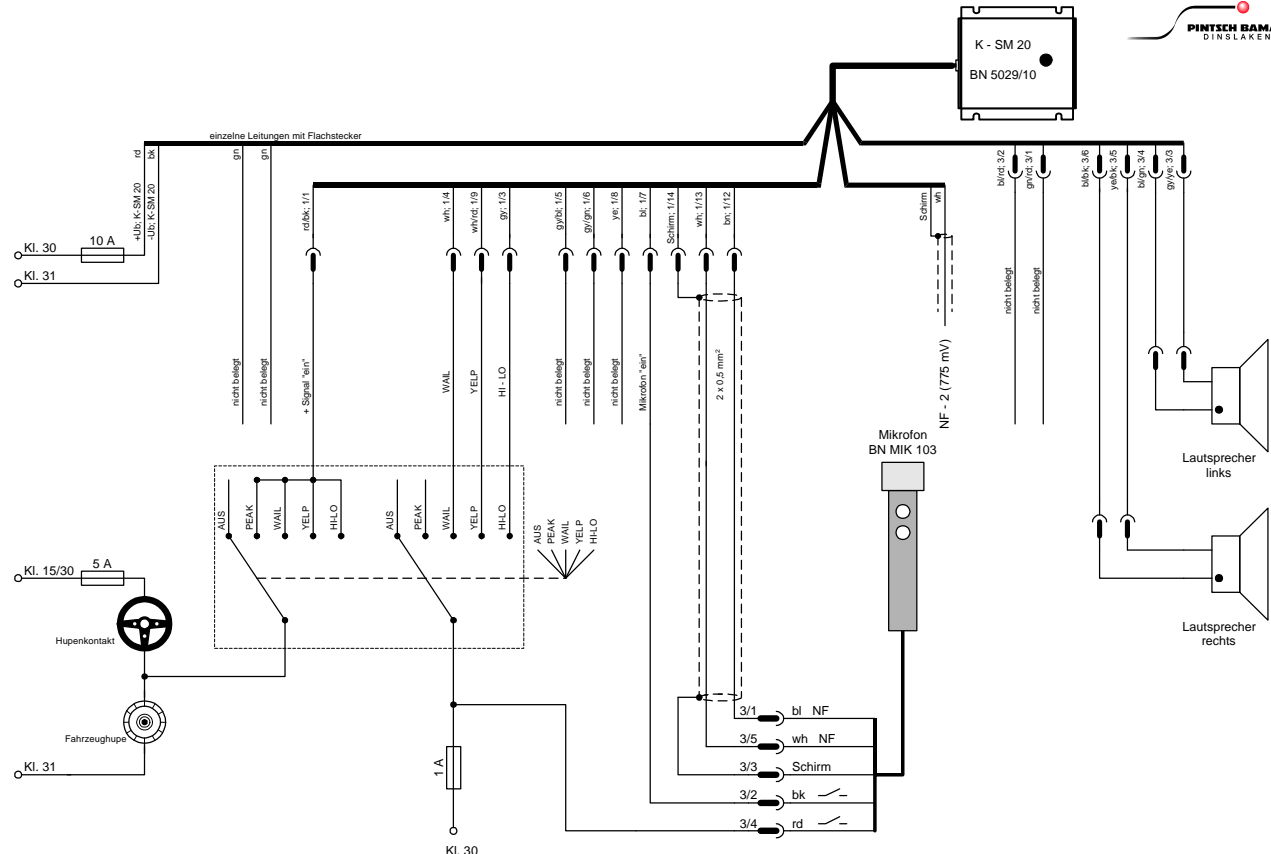 K - SM 20
BN 5029/10
PINTSCH BAM
DINSLAKEN
einzelne Leitungen mit Flachstecker
rd
bk
+Ub; K-SM 20
-Ub; K-SM 20
gn
gn
rd/bk; 1/1
wh; 1/4
wh/rd; 1/9
gy; 1/3
gy/bl; 1/5
gy/gn; 1/6
ye; 1/8
bl; 1/7
Schirm; 1/14
wh; 1/13
bn; 1/12
Schirm
wh
bl/rd; 3/2
gn/rd; 3/1
bl/bk; 3/6
ye/bk; 3/5
bl/gn; 3/4
gy/ye; 3/3
Kl. 30
10 A
Kl. 31
nicht belegt
nicht belegt
+ Signal "ein"
WAIL
YELP
HI - LO
nicht belegt
nicht belegt
nicht belegt
Mikrofon "ein"
2 x 0,5 mm²
NF - 2 (775 mV)
nicht belegt
nicht belegt
Mikrofon
BN MIK 103
Lautsprecher
links
AUS
PEAK
WAIL
YELP
HI-LO
AUS
PEAK
WAIL
YELP
HI-LO
AUS
PEAK
WAIL
YELP
HI-LO
Kl. 15/30
5 A
Hupenkontakt
Lautsprecher
rechts
Fahrzeughupe
Kl. 31
1 A
Kl. 30
3/1 bl NF
3/5 wh NF
3/3 Schirm
3/2 bk
3/4 rd